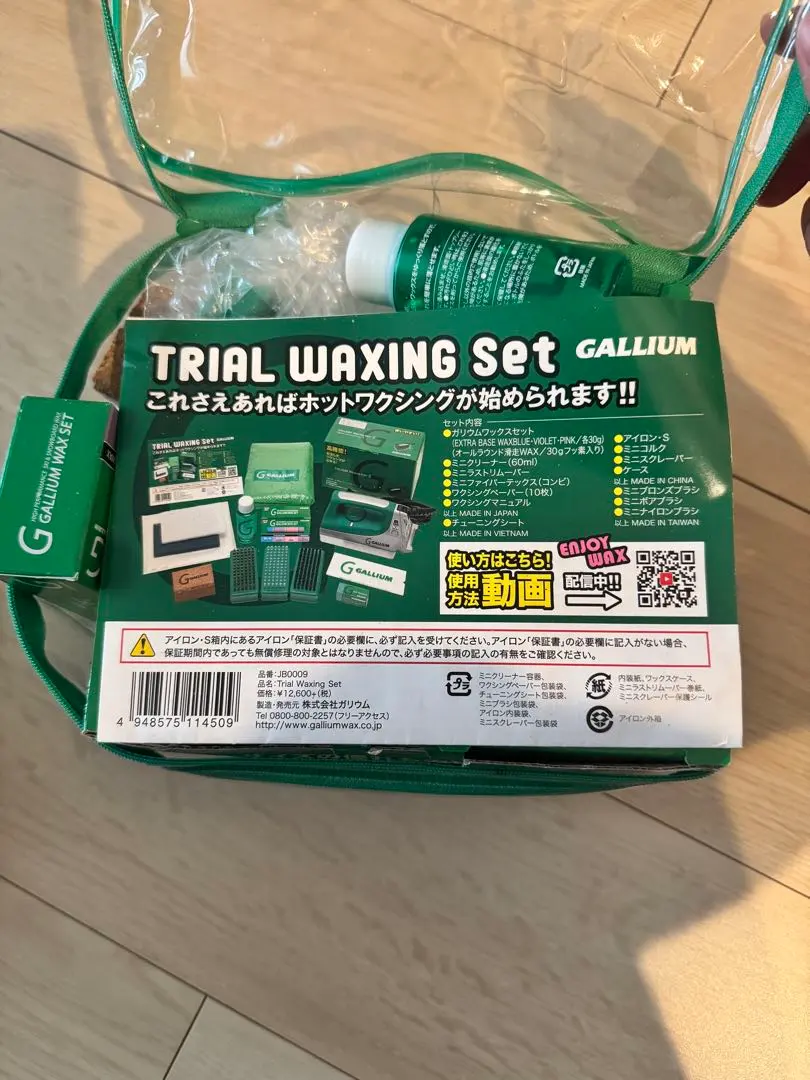 TRIAL WAXING Set GALLIUM
これさえあればホットワクシングが始められます!!
セット内容
●ガリウムワックスセット
(EXTRA BASE WAXBLUE・VIOLET・PINK/各30g)
(オールラウンド滑走WAX/30gフッ素入り)
●ミニクリーナー(60ml)
●ミニラストリムーバー
●ミニファイバーテックス(コンビ)
●ワクシングペーパー(10枚)
●ワクシングマニュアル
以上 MADE IN JAPAN
●チューニングシート
以上 MADE IN VIETNAM
●アイロン・S
●ミニコルク
●ミニスクレーパー
●ケース
以上 MADE IN CHINA
●ミニブロンズブラシ
●ミニボアブラシ
●ミニナイロンブラシ
以上 MADE IN TAIWAN
使い方はこちら!
使用方法動画
配信中!!
ENJOY WAX
アイロン・S箱内にあるアイロン「保証書」の必要欄に、必ず記入を受けてください。アイロン「保証書」の必要欄に記入がない場合、
保証期間内であっても無償修理の対象とはなりませんので、必ず必要事項の記入の有無をご確認ください。
4 948575 114509
品番:JB0009
品名:Trial Waxing Set
価格:¥12,600+(税)
製造・発売元 株式会社ガリウム
Tel 0800-800-2257(フリーアクセス)
http://www.galliumwax.co.jp
プラ
ミニクリーナー容器、
ワクシングペーパー包装袋、
チューニングシート包装袋、
ミニブラシ包装袋、
アイロン内装袋、
ミニスクレーパー包装袋
紙
内装紙、ワックスケース、
ミニラストリムーバー巻紙、
ミニスクレーパー保護シール
アイロン外箱
HIGH PERFORMANCE SKI & SNOWBOARD WAX
GALLIUM WAX SET